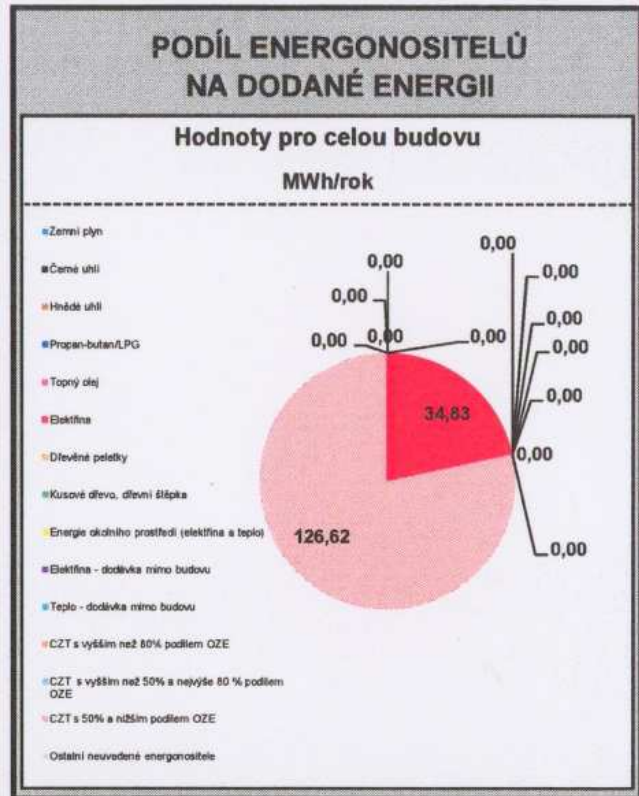 PODÍL ENERGONOSITELŮ
NA DODANÉ ENERGII
Hodnoty pro celou budovu
MWh/rok
Zemní plyn
Černé uhlí
Hnědé uhlí
Propan-butan/LPG
Topný olej
Elektřina
Dřevěné peletky
Kusové dřevo, dřevní štěpka
Energie okolního prostředí (elektřina a teplo)
Elektřina - dodávka mimo budovu
Teplo - dodávka mimo budovu
CZT s vyšším než 80% podílem OZE
CZT s vyšším než 50% a nejvýše 80 % podílem
OZE
CZT s 50% a nižším podílem OZE
Ostatní neuvedené energonositele
0,00
0,00
0,00
0,00
0,00
0,00
0,00
0,00
0,00
0,00
0,00
34,83
0,00
126,62
0,00